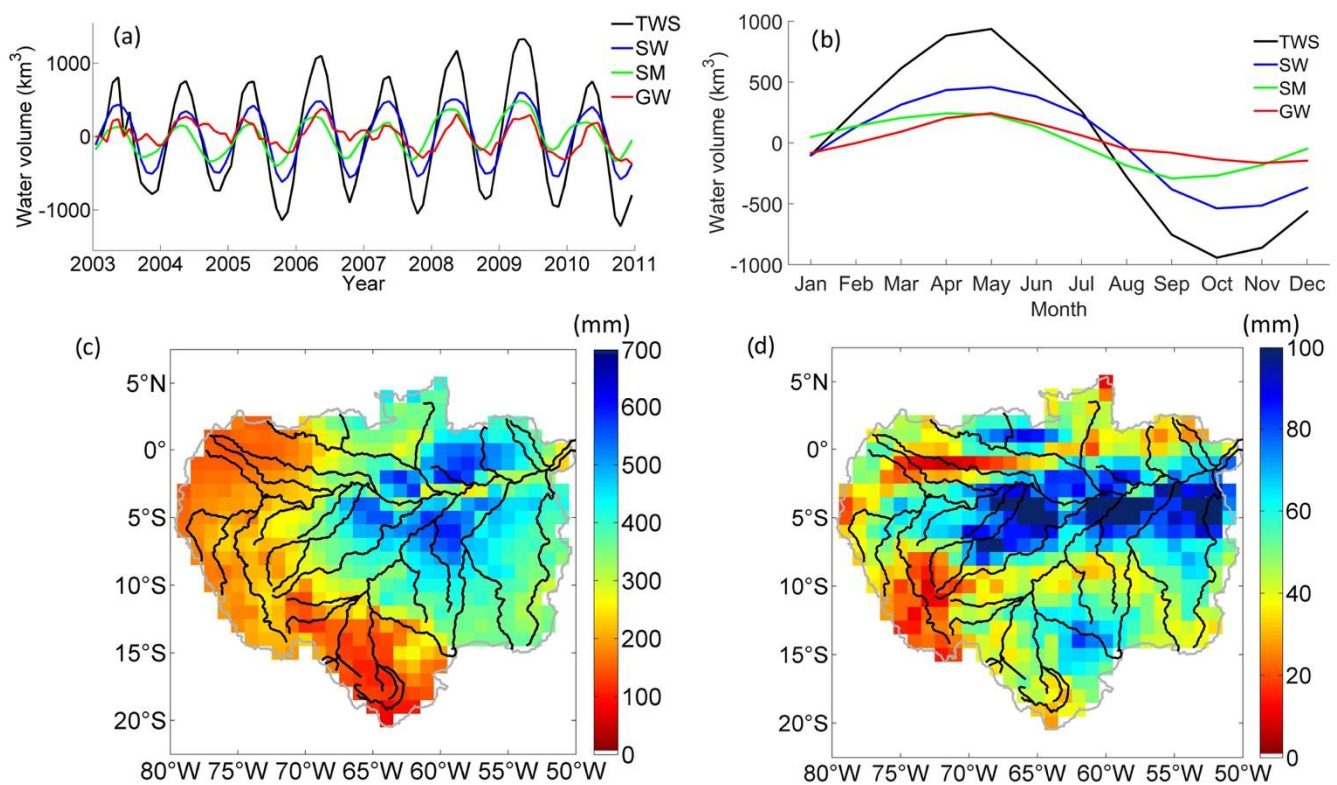 (a)
TWS
SW
SM
GW
Water volume (km³)
1000
0
-1000
2003 2004 2005 2006 2007 2008 2009 2010 2011
Year
(b)
TWS
SW
SM
GW
Water volume (km³)
1000
500
0
-500
-1000
Jan Feb Mar Apr May Jun Jul Aug Sep Oct Nov Dec
Month
(c)
(mm)
700
600
500
400
300
200
100
0
5°N
0°
5°S
10°S
15°S
20°S
80°W 75°W 70°W 65°W 60°W 55°W 50°W
(d)
(mm)
100
80
60
40
20
0
5°N
0°
5°S
10°S
15°S
20°S
80°W 75°W 70°W 65°W 60°W 55°W 50°W